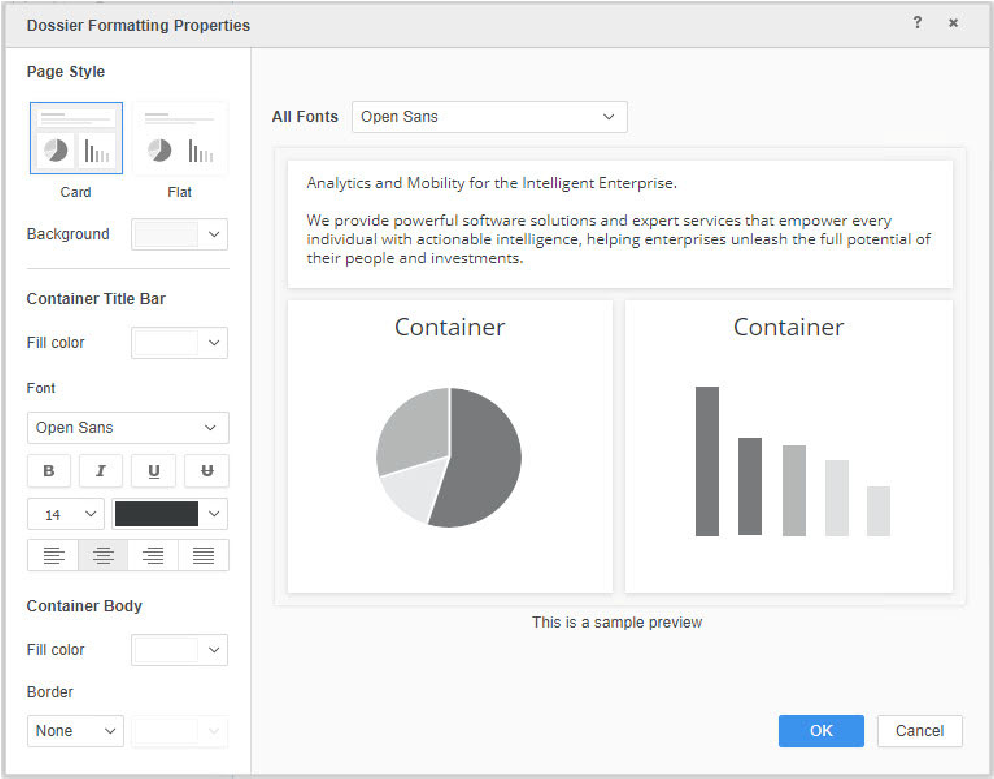 Dossier Formatting Properties
?
Page Style
Card
Flat
Background
Container Title Bar
Fill color
Font
Open Sans
B I U U
14
Container Body
Fill color
Border
None
All Fonts Open Sans
Analytics and Mobility for the Intelligent Enterprise.
We provide powerful software solutions and expert services that empower every
individual with actionable intelligence, helping enterprises unleash the full potential of
their people and investments.
Container
Container
This is a sample preview
OK
Cancel